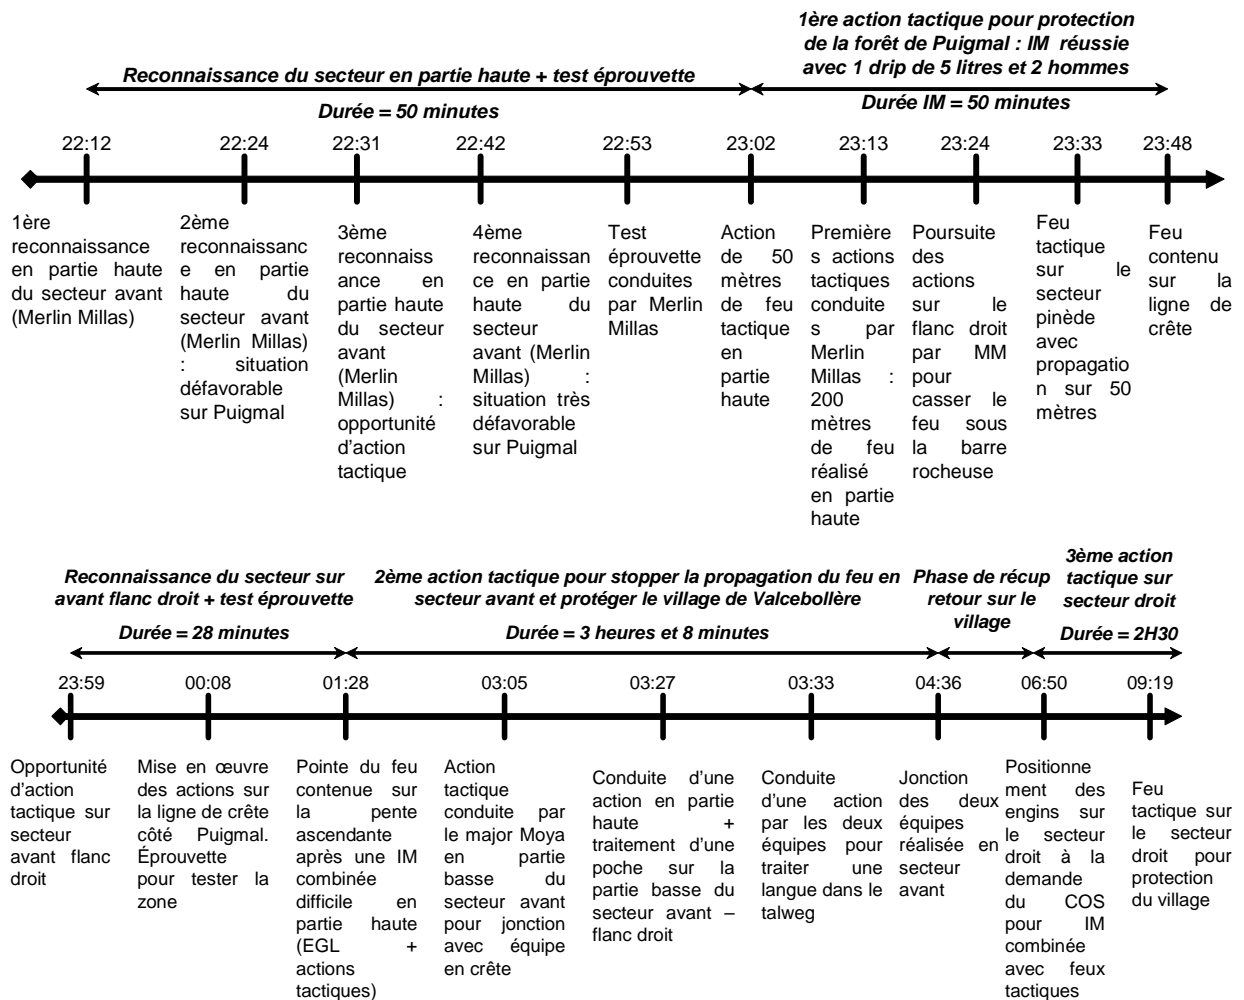 1ère action tactique pour protection
de la forêt de Puigmal : IM réussie
avec 1 drip de 5 litres et 2 hommes
Reconnaissance du secteur en partie haute + test éprouvette
Durée = 50 minutes
Durée IM = 50 minutes
22:12
22:24
22:31
22:42
22:53
23:02
23:13
23:24
23:33
23:48
1ère
reconnaissance
en partie haute
du secteur avant
(Merlin Millas)
2ème
reconnaissanc
e en partie
haute du
secteur avant
(Merlin Millas)
: situation
défavorable
sur Puigmal
3ème
reconnaiss
ance en
partie haute
du secteur
avant
(Merlin
Millas) :
opportunité
d'action
tactique
4ème
reconnaissan
ce en partie
haute du
secteur
avant (Merlin
Millas) :
situation très
défavorable
sur Puigmal
Test
éprouvette
conduites
par Merlin
Millas
Action
de 50
mètres
de feu
tactique
en
partie
haute
Première
s actions
tactiques
conduite
s par
Merlin
Millas :
200
mètres
de feu
réalisé
en partie
haute
Poursuite
des
actions
sur le
flanc droit
par MM
pour
casser le
feu sous
la barre
rocheuse
Feu
tactique
sur le
secteur
pinède
avec
propagatio
n sur 50
mètres
Feu
contenu
sur la
ligne de
crête
Reconnaissance du secteur sur
avant flanc droit + test éprouvette
Durée = 28 minutes
2ème action tactique pour stopper la propagation du feu en
secteur avant et protéger le village de Valcebollère
Durée = 3 heures et 8 minutes
Phase de récup
retour sur le
village
3ème action
tactique sur
secteur droit
Durée = 2H30
23:59
00:08
01:28
03:05
03:27
03:33
04:36
06:50
09:19
Opportunité
d'action
tactique sur
secteur
avant flanc
droit
Mise en œuvre
des actions sur
la ligne de crête
côté Puigmal.
Éprouvette
pour tester la
zone
Pointe du feu
contenue sur
la pente
ascendante
après une IM
combinée
difficile en
partie haute
(EGL +
actions
tactiques)
Action
tactique
conduite par
le major Moya
en partie
basse du
secteur avant
pour jonction
avec équipe
en crête
Conduite d'une
action en partie
haute +
traitement d'une
poche sur la
partie basse du
secteur avant –
flanc droit
Conduite
d'une action
par les deux
équipes pour
traiter une
langue dans le
talweg
Jonction
des deux
équipes
réalisée en
secteur
avant
Positionne
ment des
engins sur
le secteur
droit à la
demande
du COS
pour IM
combinée
avec feux
tactiques
Feu
tactique sur
le secteur
droit pour
protection
du village